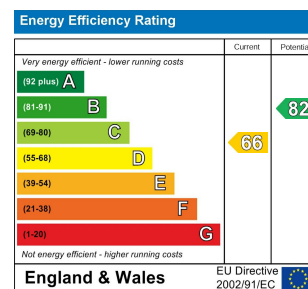 Energy Efficiency Rating
Current Potentia
Very energy efficient - lower running costs
(92 plus) A
(81-91) B
82
(69-80) C
66
(55-68) D
(39-54) E
(21-38) F
(1-20) G
Not energy efficient - higher running costs
England & Wales
EU Directive
2002/91/EC